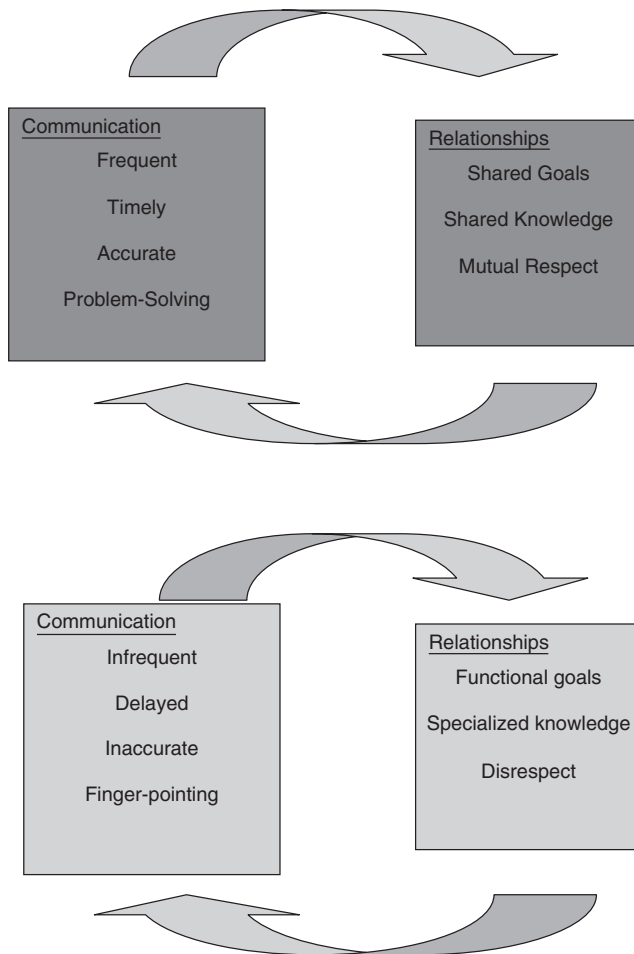 Communication
Frequent
Timely
Accurate
Problem-Solving
Relationships
Shared Goals
Shared Knowledge
Mutual Respect
Communication
Infrequent
Delayed
Inaccurate
Finger-pointing
Relationships
Functional goals
Specialized knowledge
Disrespect